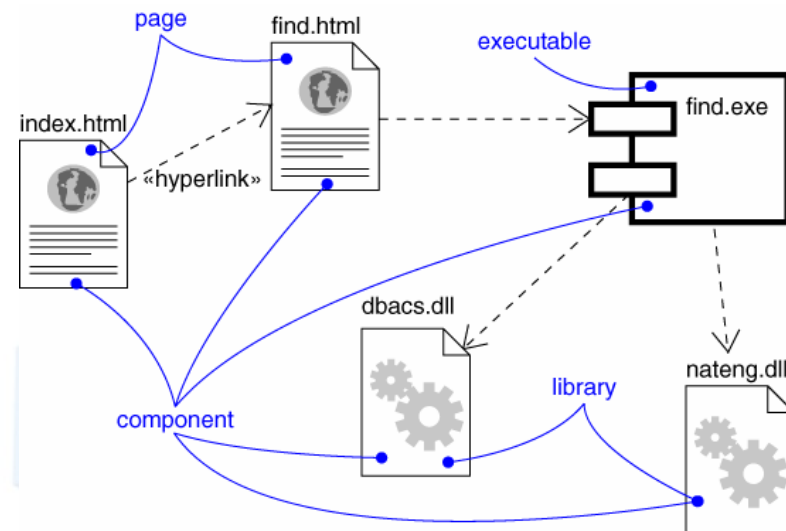 page
find.html
executable
index.html
find.exe
«hyperlink»
dbacs.dll
nateng.dll
library
component